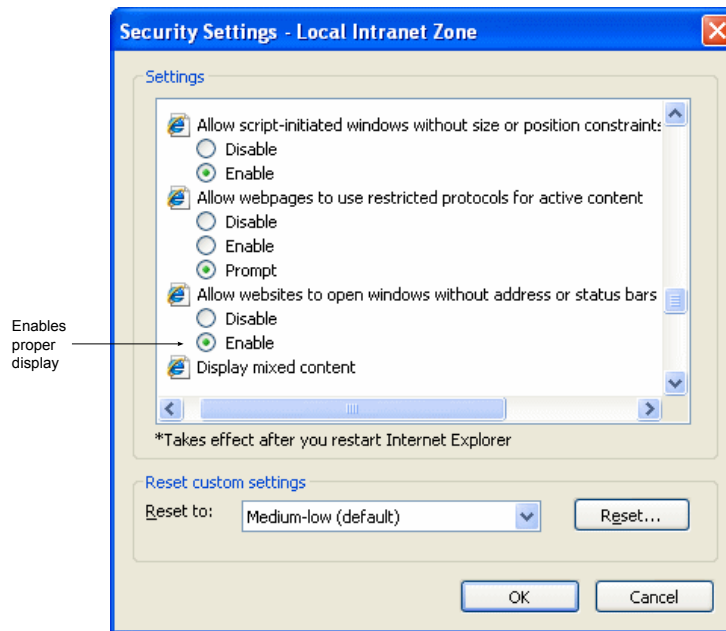 Security Settings - Local Intranet Zone
Settings
Allow script-initiated windows without size or position constraints
Disable
Enable
Allow webpages to use restricted protocols for active content
Disable
Enable
Prompt
Allow websites to open windows without address or status bars
Disable
Enable
Display mixed content
Enables
proper
display
*Takes effect after you restart Internet Explorer
Reset custom settings
Reset to:
Medium-low (default)
Reset...
OK
Cancel